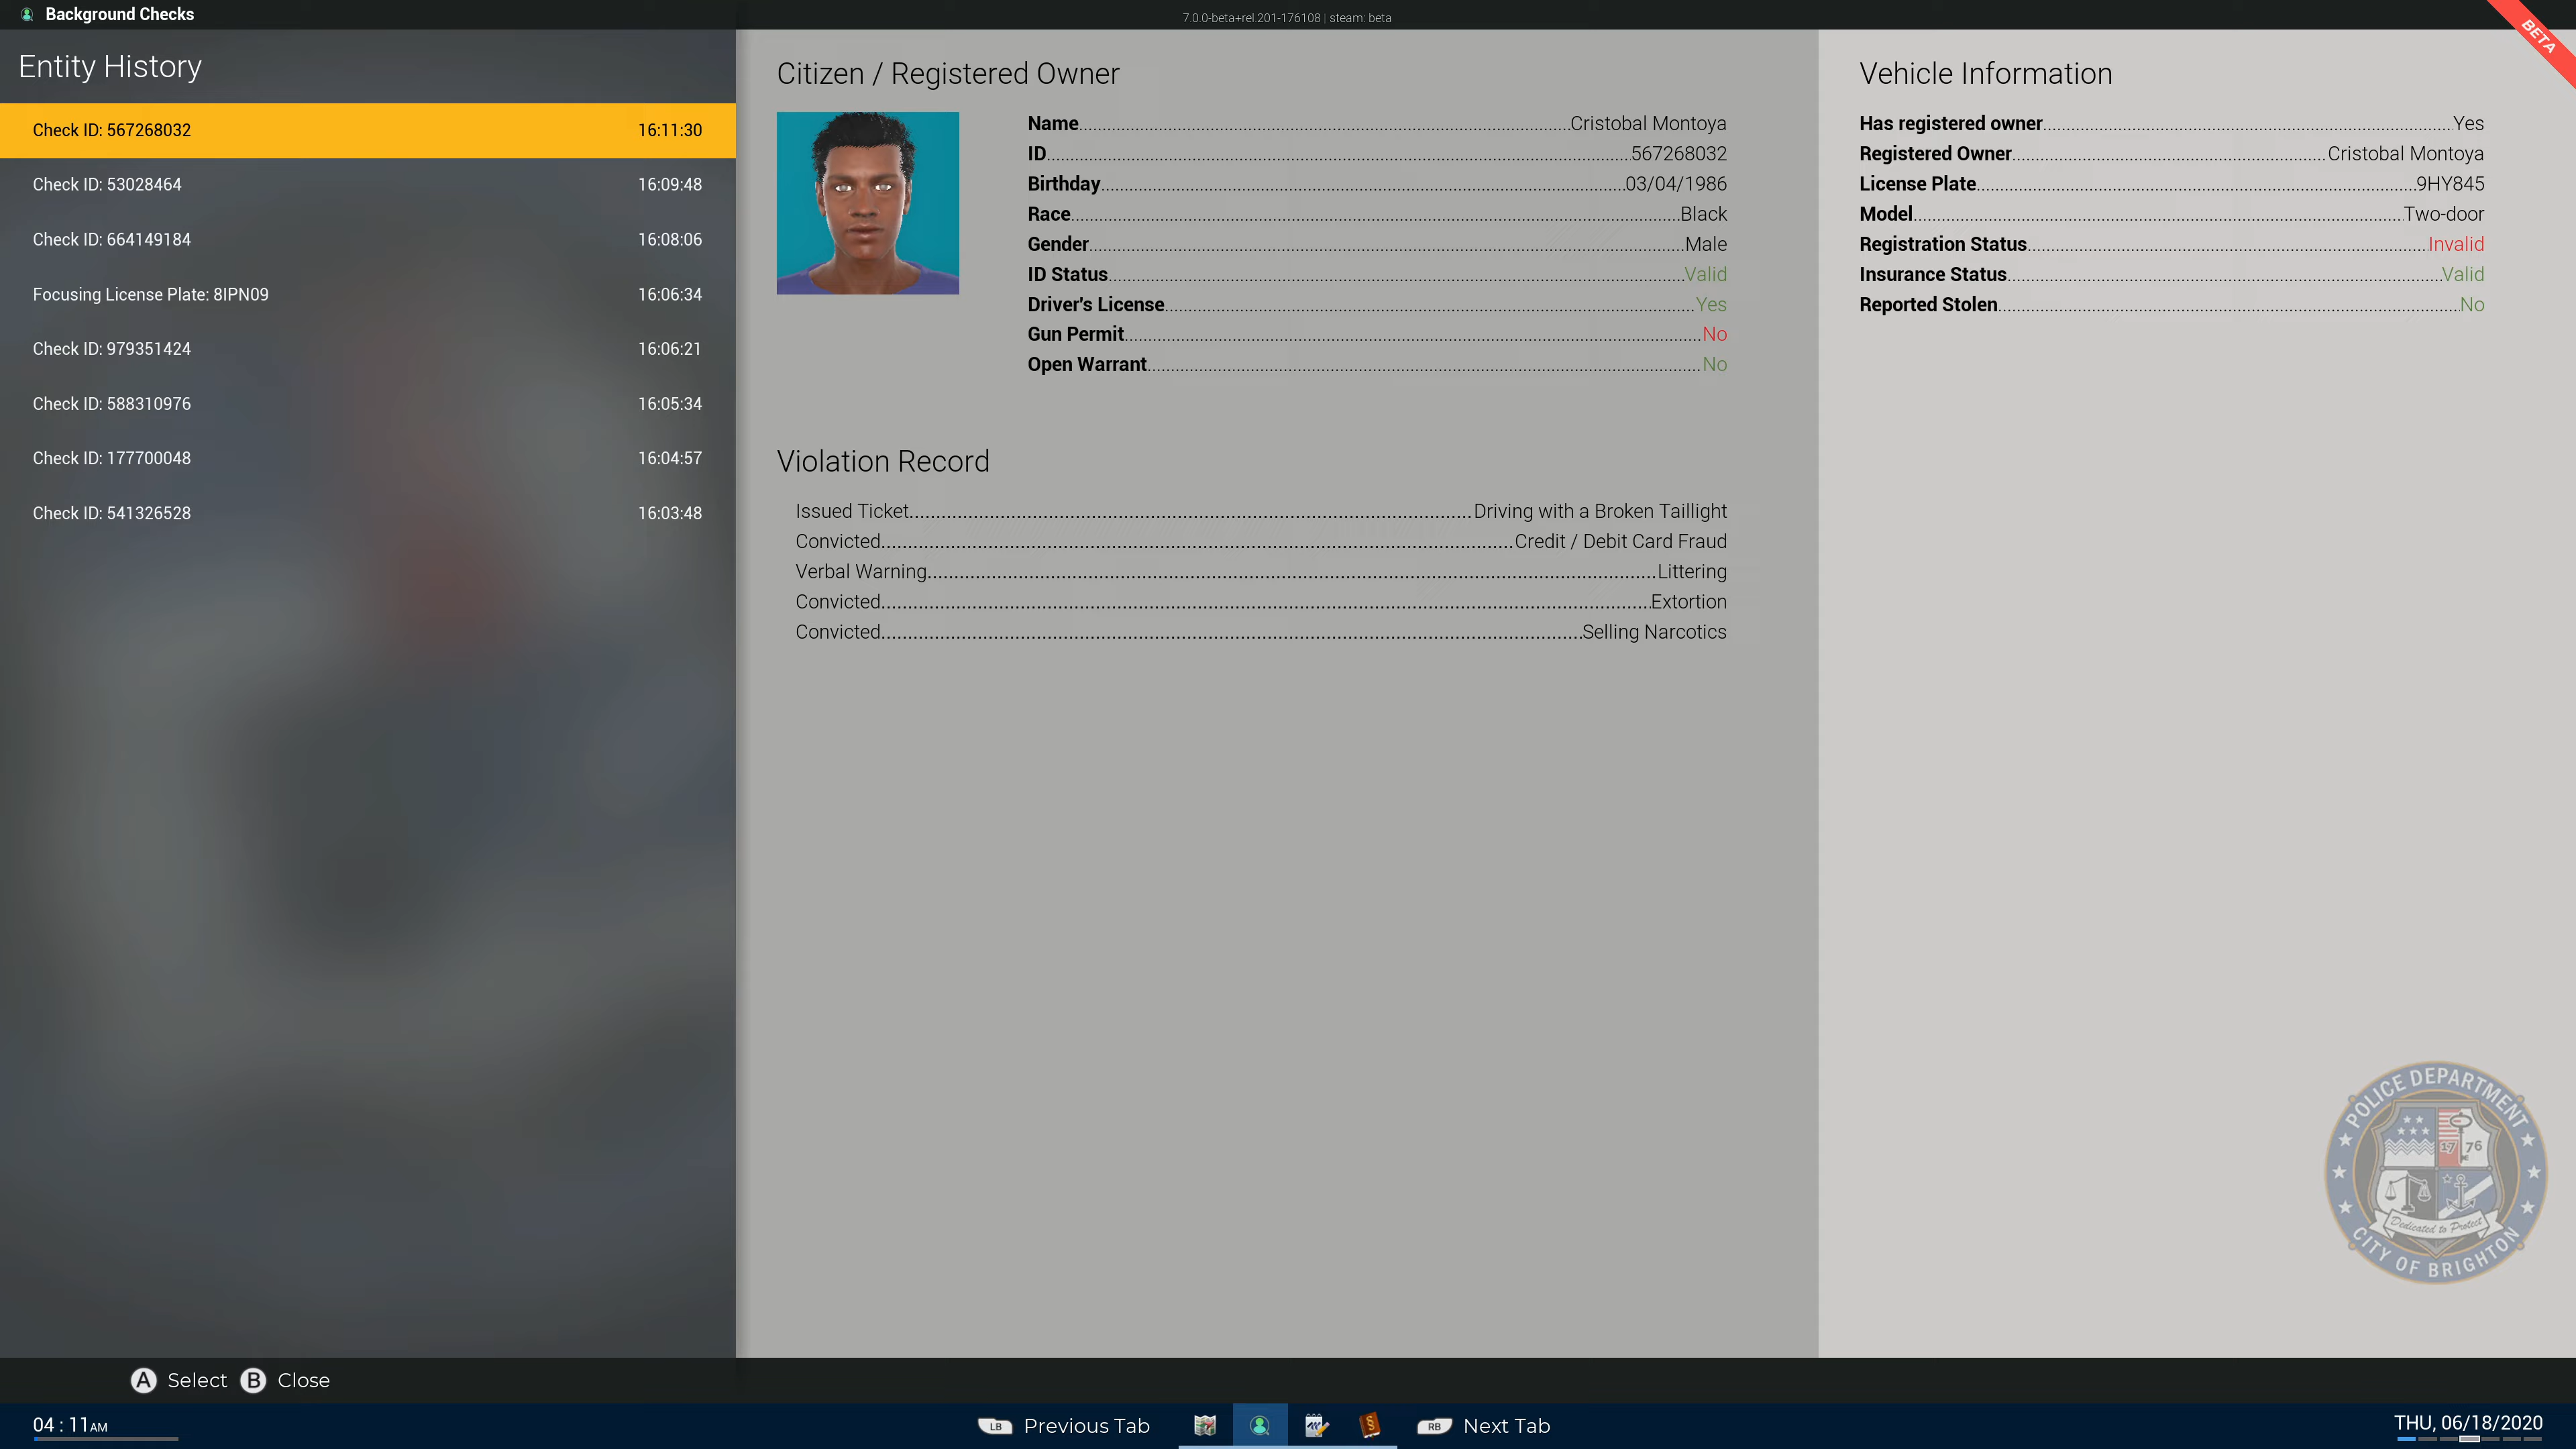 Background Checks
7.0.0-beta+rel.201-176108 | steam: beta
BETA
Entity History
Check ID: 567268032 16:11:30
Check ID: 53028464 16:09:48
Check ID: 664149184 16:08:06
Focusing License Plate: 8IPN09 16:06:34
Check ID: 979351424 16:06:21
Check ID: 588310976 16:05:34
Check ID: 177700048 16:04:57
Check ID: 541326528 16:03:48
Citizen / Registered Owner
Name Cristobal Montoya
ID 567268032
Birthday 03/04/1986
Race Black
Gender Male
ID Status Valid
Driver's License Yes
Gun Permit No
Open Warrant No
Violation Record
Issued Ticket Driving with a Broken Taillight
Convicted Credit / Debit Card Fraud
Verbal Warning Littering
Convicted Extortion
Convicted Selling Narcotics
Vehicle Information
Has registered owner Yes
Registered Owner Cristobal Montoya
License Plate 9HY845
Model Two-door
Registration Status Invalid
Insurance Status Valid
Reported Stolen No
POLICE DEPARTMENT
17 76
Dedicated to Protect
CITY OF BRIGHTON
A Select B Close
04 : 11 AM
LB Previous Tab
RB Next Tab
THU, 06/18/2020